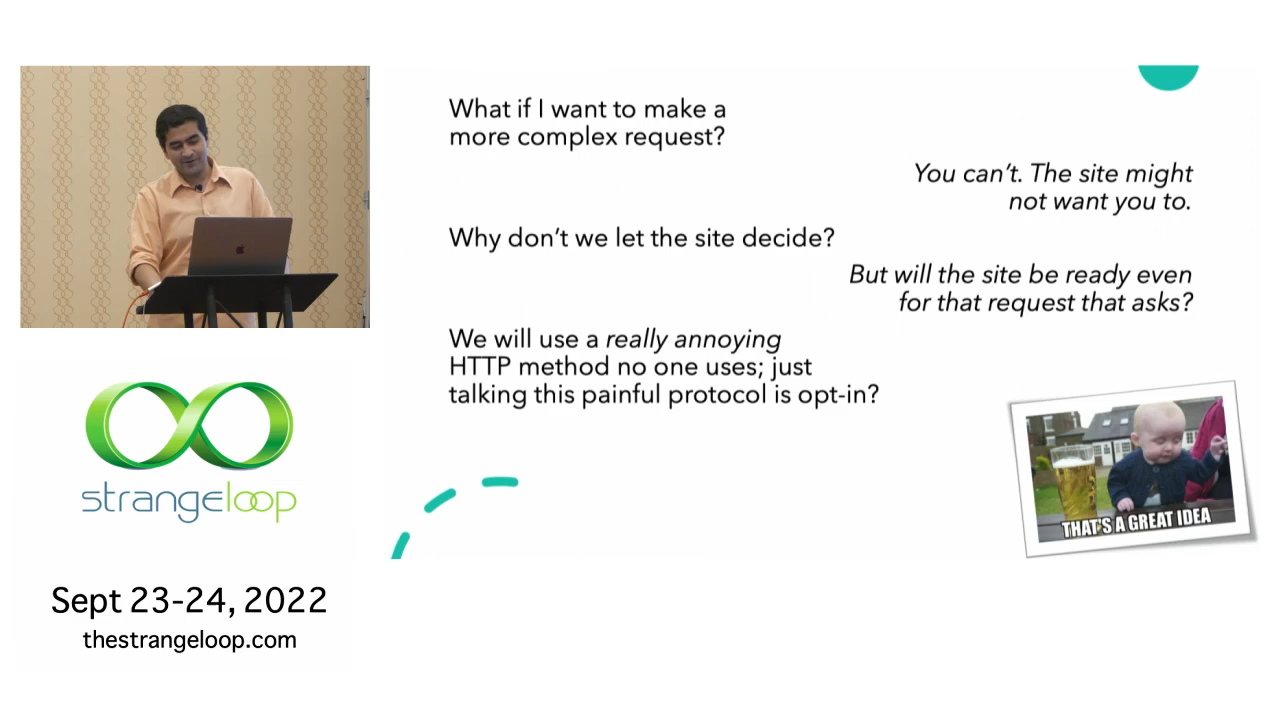 What if I want to make a
more complex request?
You can't. The site might
not want you to.
Why don't we let the site decide?
But will the site be ready even
for that request that asks?
We will use a really annoying
HTTP method no one uses; just
talking this painful protocol is opt-in?
THAT'S A GREAT IDEA
strangeloop
Sept 23-24, 2022
thestrangeloop.com